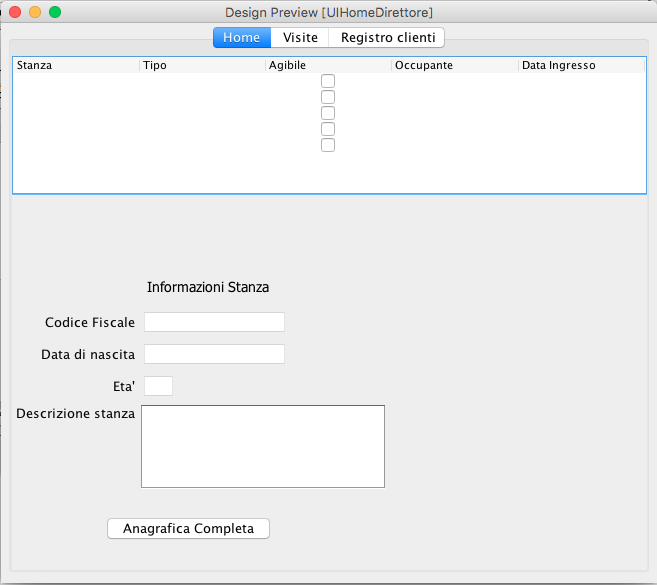 Design Preview [UIHomeDirettore]
Home Visite Registro clienti
Stanza Tipo Agibile Occupante Data Ingresso
Informazioni Stanza
Codice Fiscale
Data di nascita
Eta'
Descrizione stanza
Anagrafica Completa